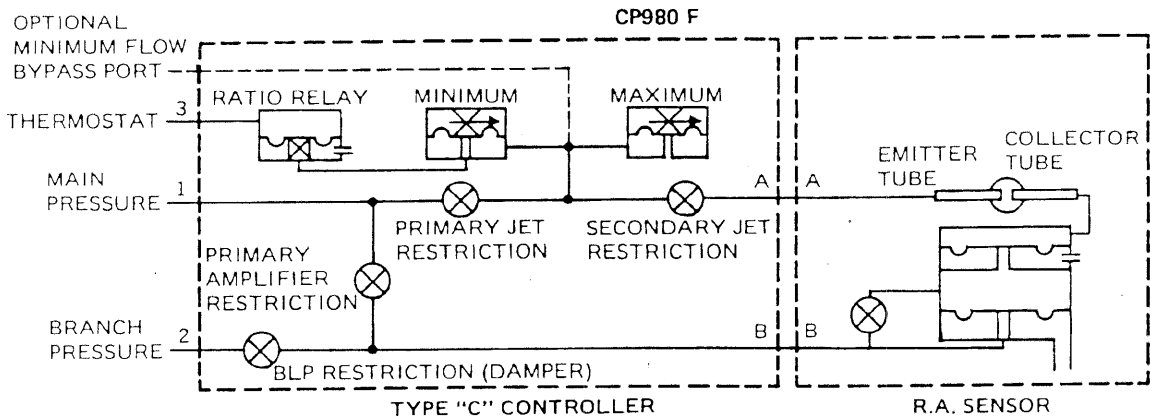 CP980 F
OPTIONAL
MINIMUM FLOW
BYPASS PORT
RATIO RELAY
MINIMUM
MAXIMUM
THERMOSTAT 3
COLLECTOR
TUBE
EMITTER
TUBE
MAIN
PRESSURE 1
A A
PRIMARY JET
RESTRICTION
SECONDARY JET
RESTRICTION
PRIMARY
AMPLIFIER
RESTRICTION
BRANCH
PRESSURE 2
B B
BLP RESTRICTION (DAMPER)
TYPE "C" CONTROLLER
R.A. SENSOR